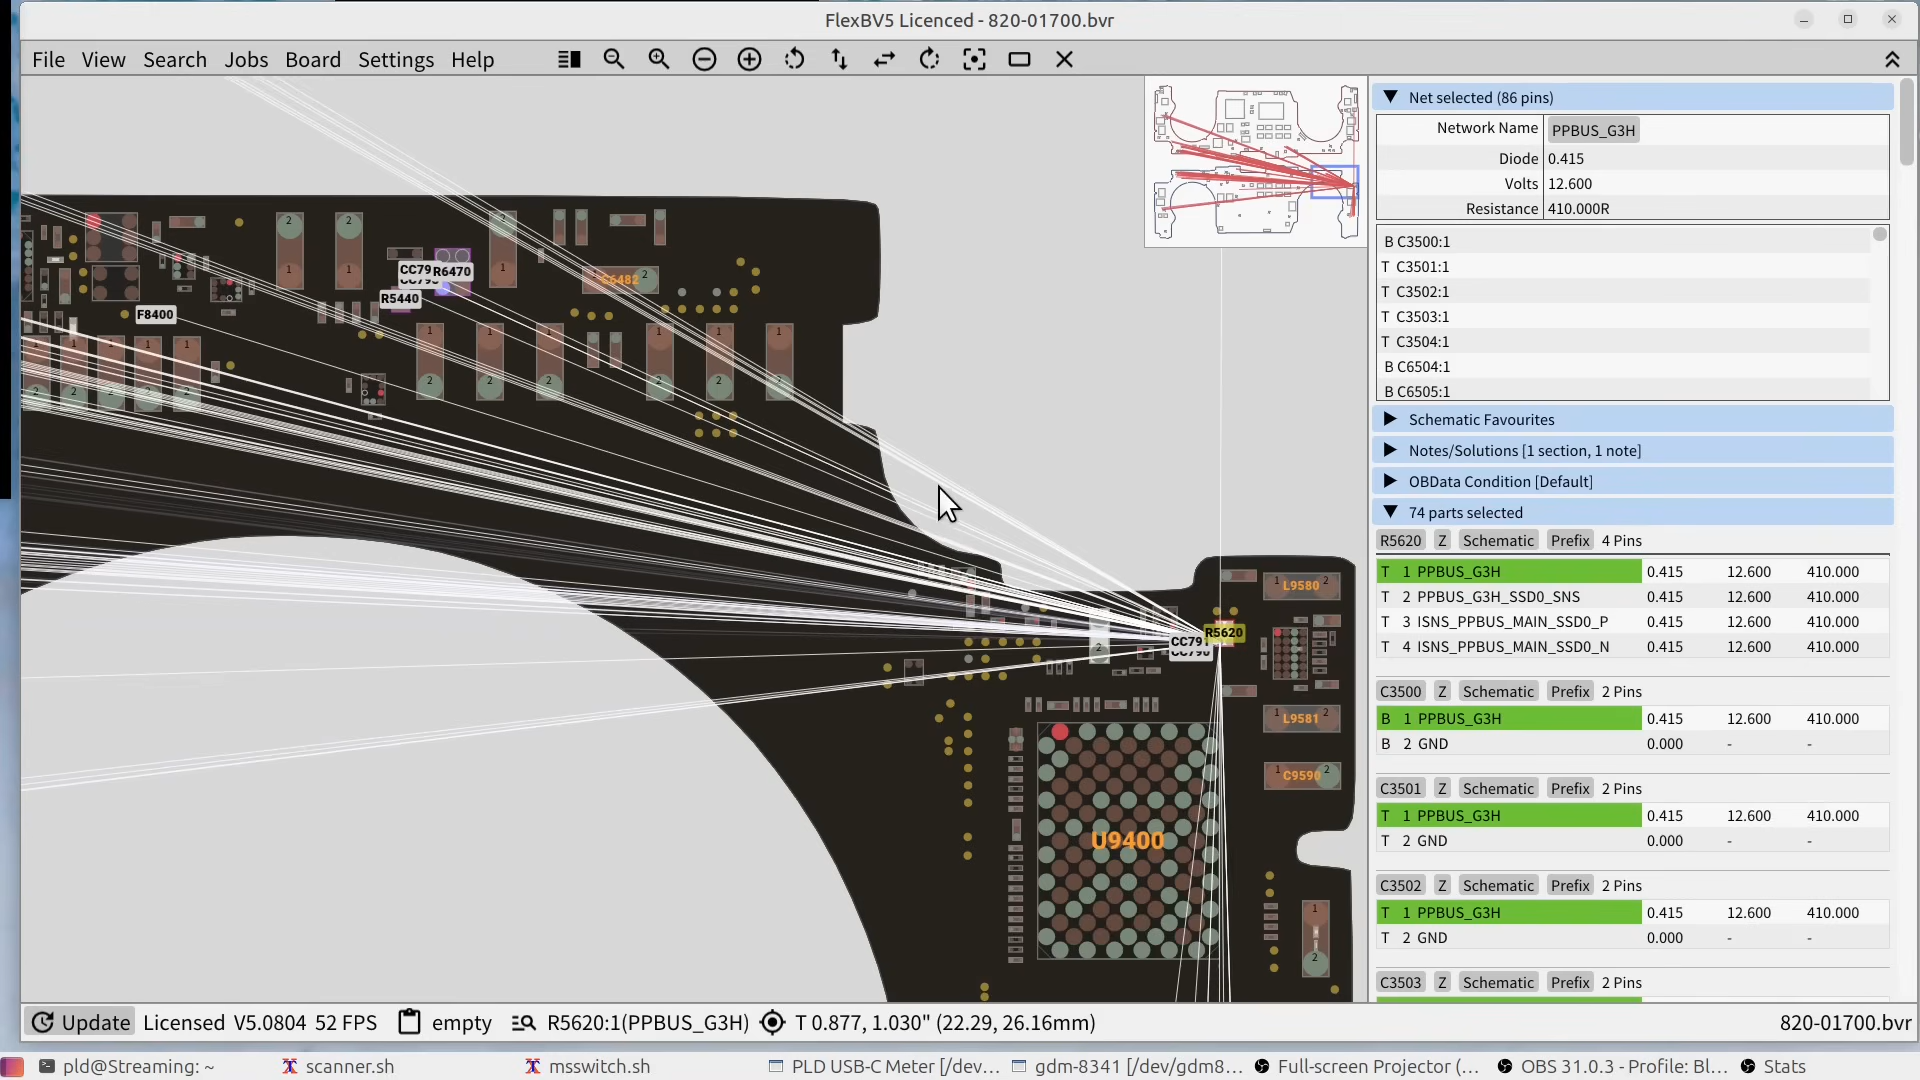 FlexBV5 Licenced - 820-01700.bvr
File View Search Jobs Board Settings Help
Net selected (86 pins)
Network Name PPBUS_G3H
Diode 0.415
Volts 12.600
Resistance 410.000R
B C3500:1
T C3501:1
T C3502:1
T C3503:1
T C3504:1
B C6504:1
B C6505:1
Schematic Favourites
Notes/Solutions [1 section, 1 note]
OBData Condition [Default]
74 parts selected
R5620 Z Schematic Prefix 4 Pins
T 1 PPBUS_G3H 0.415 12.600 410.000
T 2 PPBUS_G3H_SSD0_SNS 0.415 12.600 410.000
T 3 ISNS_PPBUS_MAIN_SSD0_P 0.415 12.600 410.000
T 4 ISNS_PPBUS_MAIN_SSD0_N 0.415 12.600 410.000
C3500 Z Schematic Prefix 2 Pins
B 1 PPBUS_G3H 0.415 12.600 410.000
B 2 GND 0.000 - -
C3501 Z Schematic Prefix 2 Pins
T 1 PPBUS_G3H 0.415 12.600 410.000
T 2 GND 0.000 - -
C3502 Z Schematic Prefix 2 Pins
T 1 PPBUS_G3H 0.415 12.600 410.000
T 2 GND 0.000 - -
C3503 Z Schematic Prefix 2 Pins
R6470
R5440
F8400
C6482
L9580
R5620
L9581
C9590
U9400
Update Licensed V5.0804 52 FPS empty R5620:1(PPBUS_G3H) T 0.877, 1.030" (22.29, 26.16mm) 820-01700.bvr
pld@Streaming: ~ scanner.sh msswitch.sh PLD USB-C Meter [/dev... gdm-8341 [/dev/gdm8... Full-screen Projector (... OBS 31.0.3 - Profile: Bl... Stats